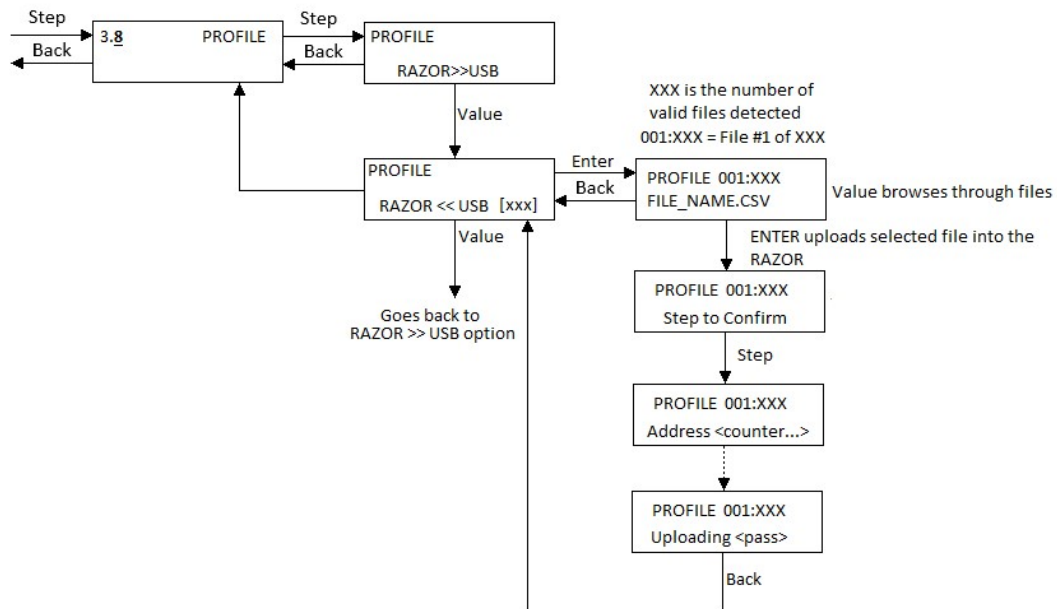 Step
Back
3.8 PROFILE
Step
Back
PROFILE
RAZOR>>USB
Value
XXX is the number of
valid files detected
001:XXX = File #1 of XXX
PROFILE
RAZOR << USB [xxx]
Enter
Back
PROFILE 001:XXX
FILE_NAME.CSV
Value browses through files
Value
Goes back to
RAZOR >> USB option
ENTER uploads selected file into the
RAZOR
PROFILE 001:XXX
Step to Confirm
Step
PROFILE 001:XXX
Address <counter...>
PROFILE 001:XXX
Uploading <pass>
Back